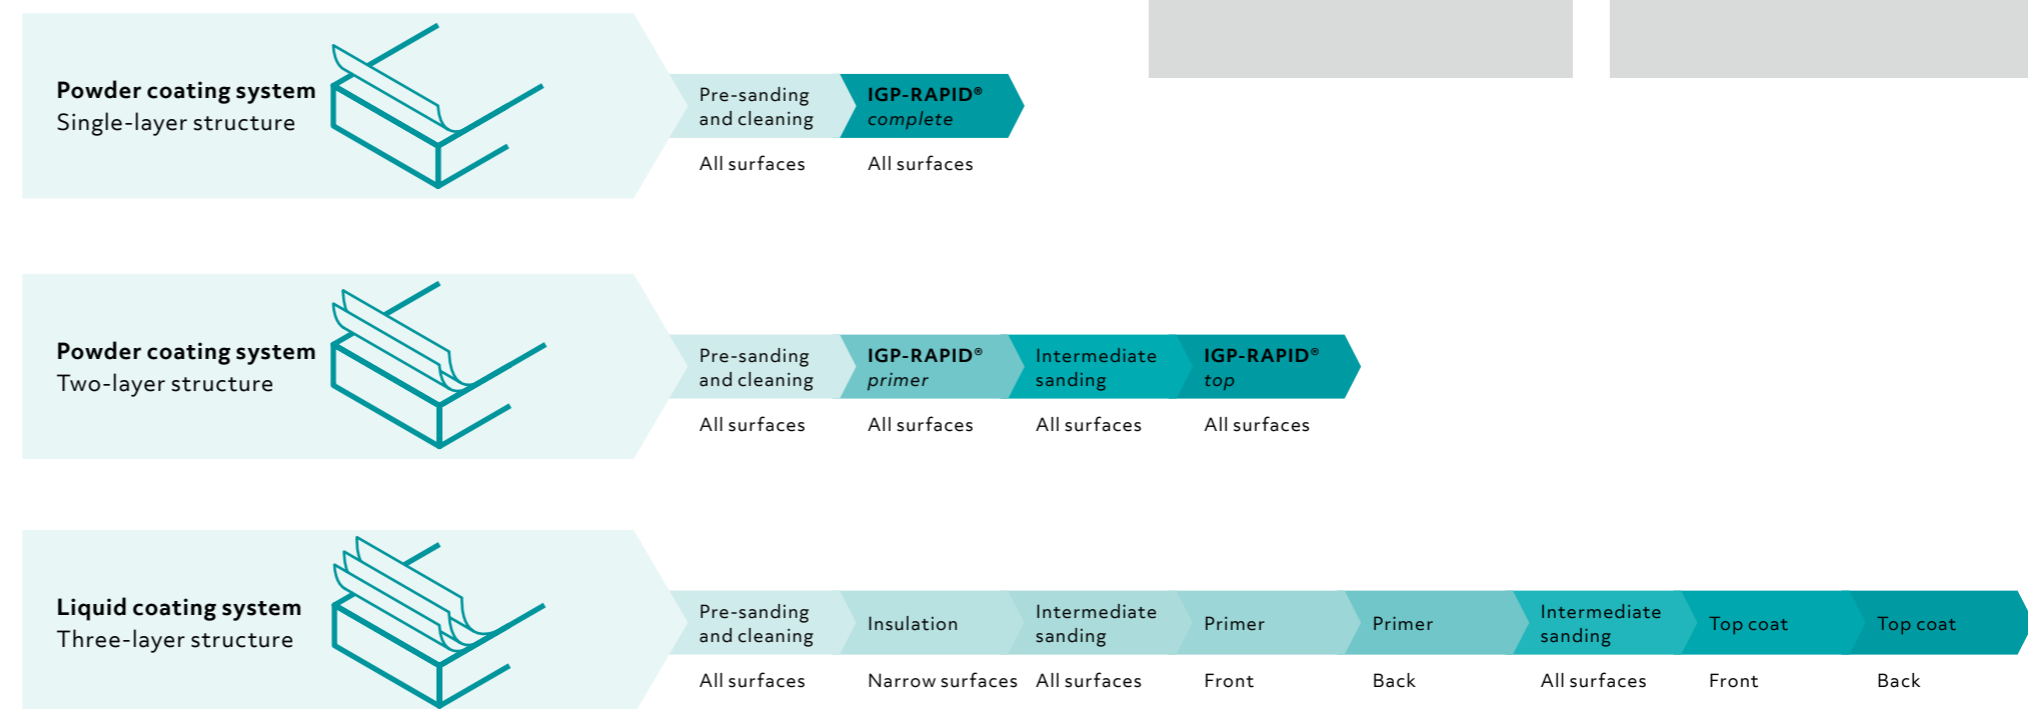 Powder coating system
Single-layer structure
Pre-sanding
and cleaning
IGP-RAPID®
complete
All surfaces
All surfaces
Powder coating system
Two-layer structure
Pre-sanding
and cleaning
IGP-RAPID®
primer
Intermediate
sanding
IGP-RAPID®
top
All surfaces
All surfaces
All surfaces
All surfaces
Liquid coating system
Three-layer structure
Pre-sanding
and cleaning
Insulation
Intermediate
sanding
Primer
Primer
Intermediate
sanding
Top coat
Top coat
All surfaces
Narrow surfaces
All surfaces
Front
Back
All surfaces
Front
Back